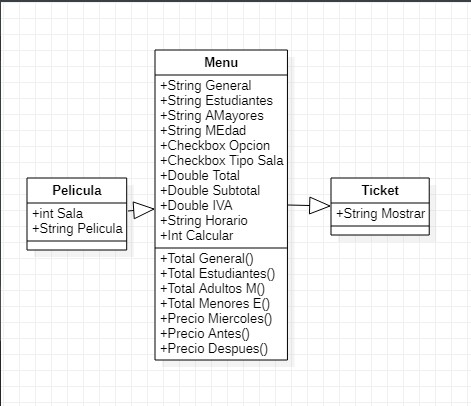 Menu
+String General
+String Estudiantes
+String AMayores
+String MEdad
+Checkbox Opcion
+Checkbox Tipo Sala
+Double Total
+Double Subtotal
+Double IVA
+String Horario
+Int Calcular
+Total General()
+Total Estudiantes()
+Total Adultos M()
+Total Menores E()
+Precio Miercoles()
+Precio Antes()
+Precio Despues()
Pelicula
+int Sala
+String Pelicula
Ticket
+String Mostrar